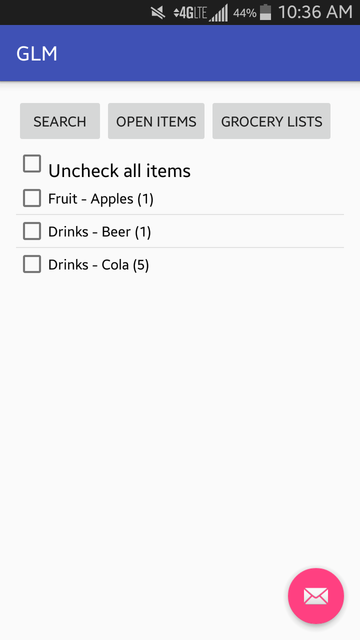 4G LTE 44% 10:36 AM
GLM
SEARCH OPEN ITEMS GROCERY LISTS
Uncheck all items
Fruit - Apples (1)
Drinks - Beer (1)
Drinks - Cola (5)